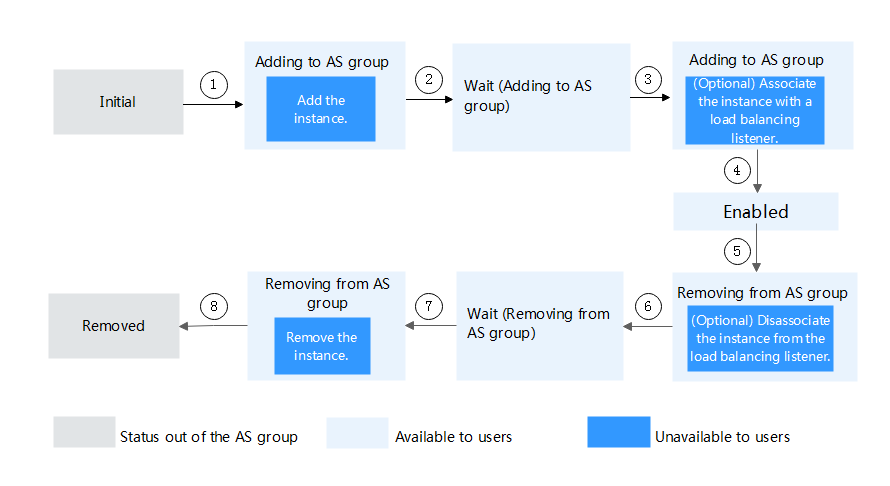 Initial
1
Adding to AS group
Add the
instance.
2
Wait (Adding to AS
group)
3
Adding to AS group
(Optional) Associate
the instance with a
load balancing
listener.
4
Enabled
5
Removing from AS group
(Optional) Disassociate
the instance from the
load balancing listener.
6
Wait (Removing from
AS group)
7
Removing from AS
group
Remove the
instance.
8
Removed
Status out of the AS group
Available to users
Unavailable to users